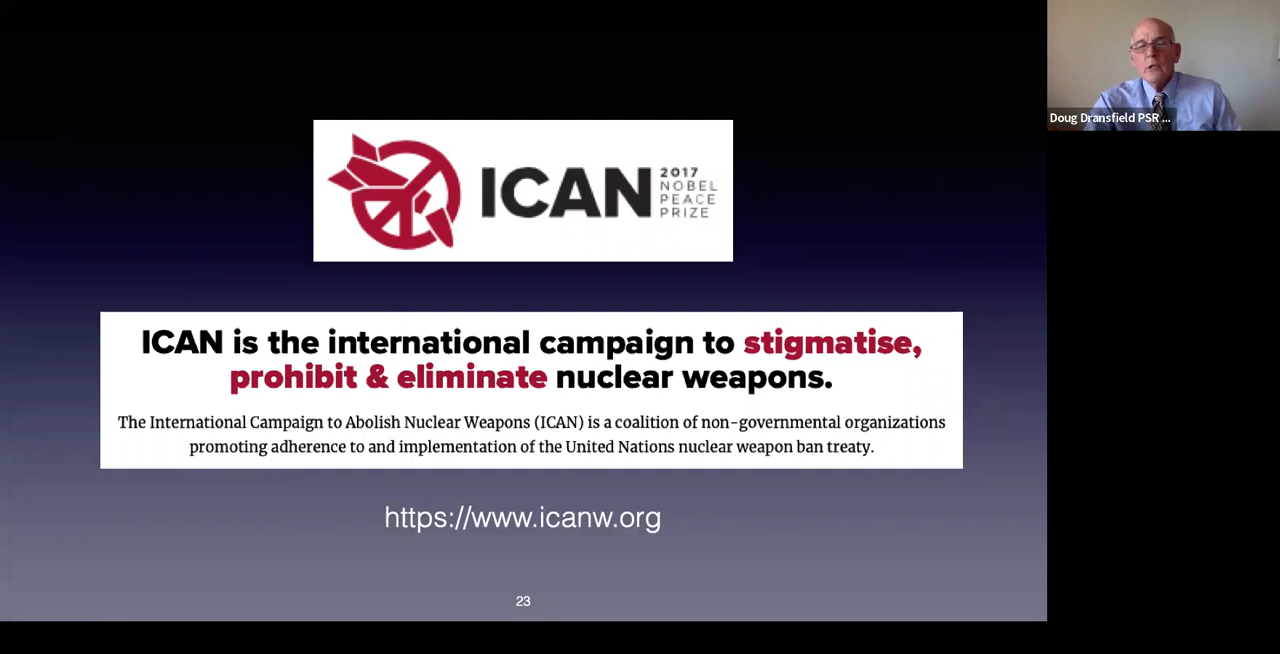 Doug Dransfield PSR ...
ICAN
2017
NOBEL
PEACE
PRIZE
ICAN is the international campaign to stigmatise,
prohibit & eliminate nuclear weapons.
The International Campaign to Abolish Nuclear Weapons (ICAN) is a coalition of non-governmental organizations
promoting adherence to and implementation of the United Nations nuclear weapon ban treaty.
https://www.icanw.org
23